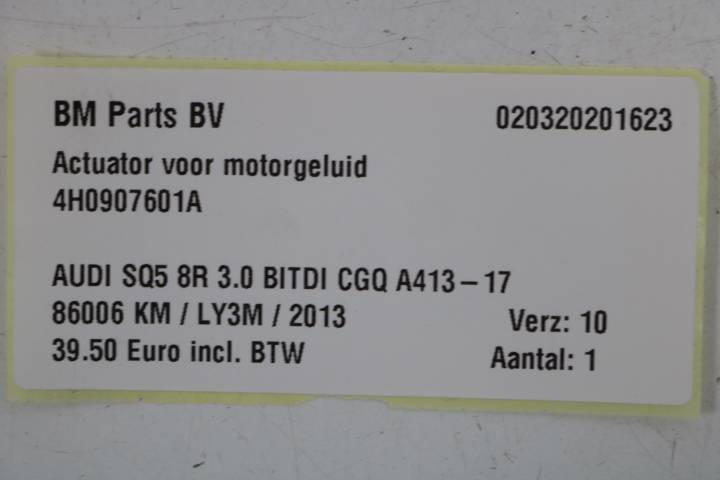 BM Parts BV 020320201623
Actuator voor motorgeluid
4H0907601A
AUDI SQ5 8R 3.0 BITDI CGQ A413-17
86006 KM / LY3M / 2013 Verz: 10
39.50 Euro incl. BTW Aantal: 1